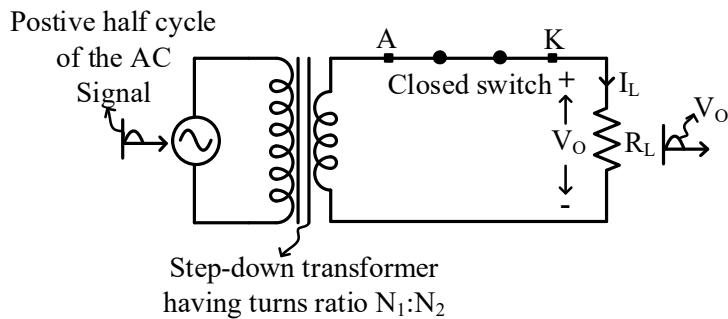 Postive half cycle
of the AC
Signal
A
K
Closed switch
+
I_L
V_O
-
R_L
V_O
Step-down transformer
having turns ratio N_1:N_2